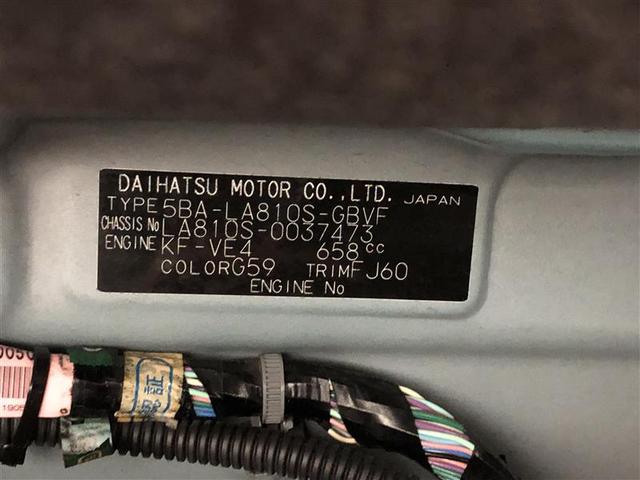 DAIHATSU MOTOR CO.,LTD. JAPAN
TYPE 5BA-LA810S-GBVF
CHASSIS No LA810S-0037473
ENGINE KF-VE4 658cc
COLOR G59 TRIM FJ60
ENGINE No
証